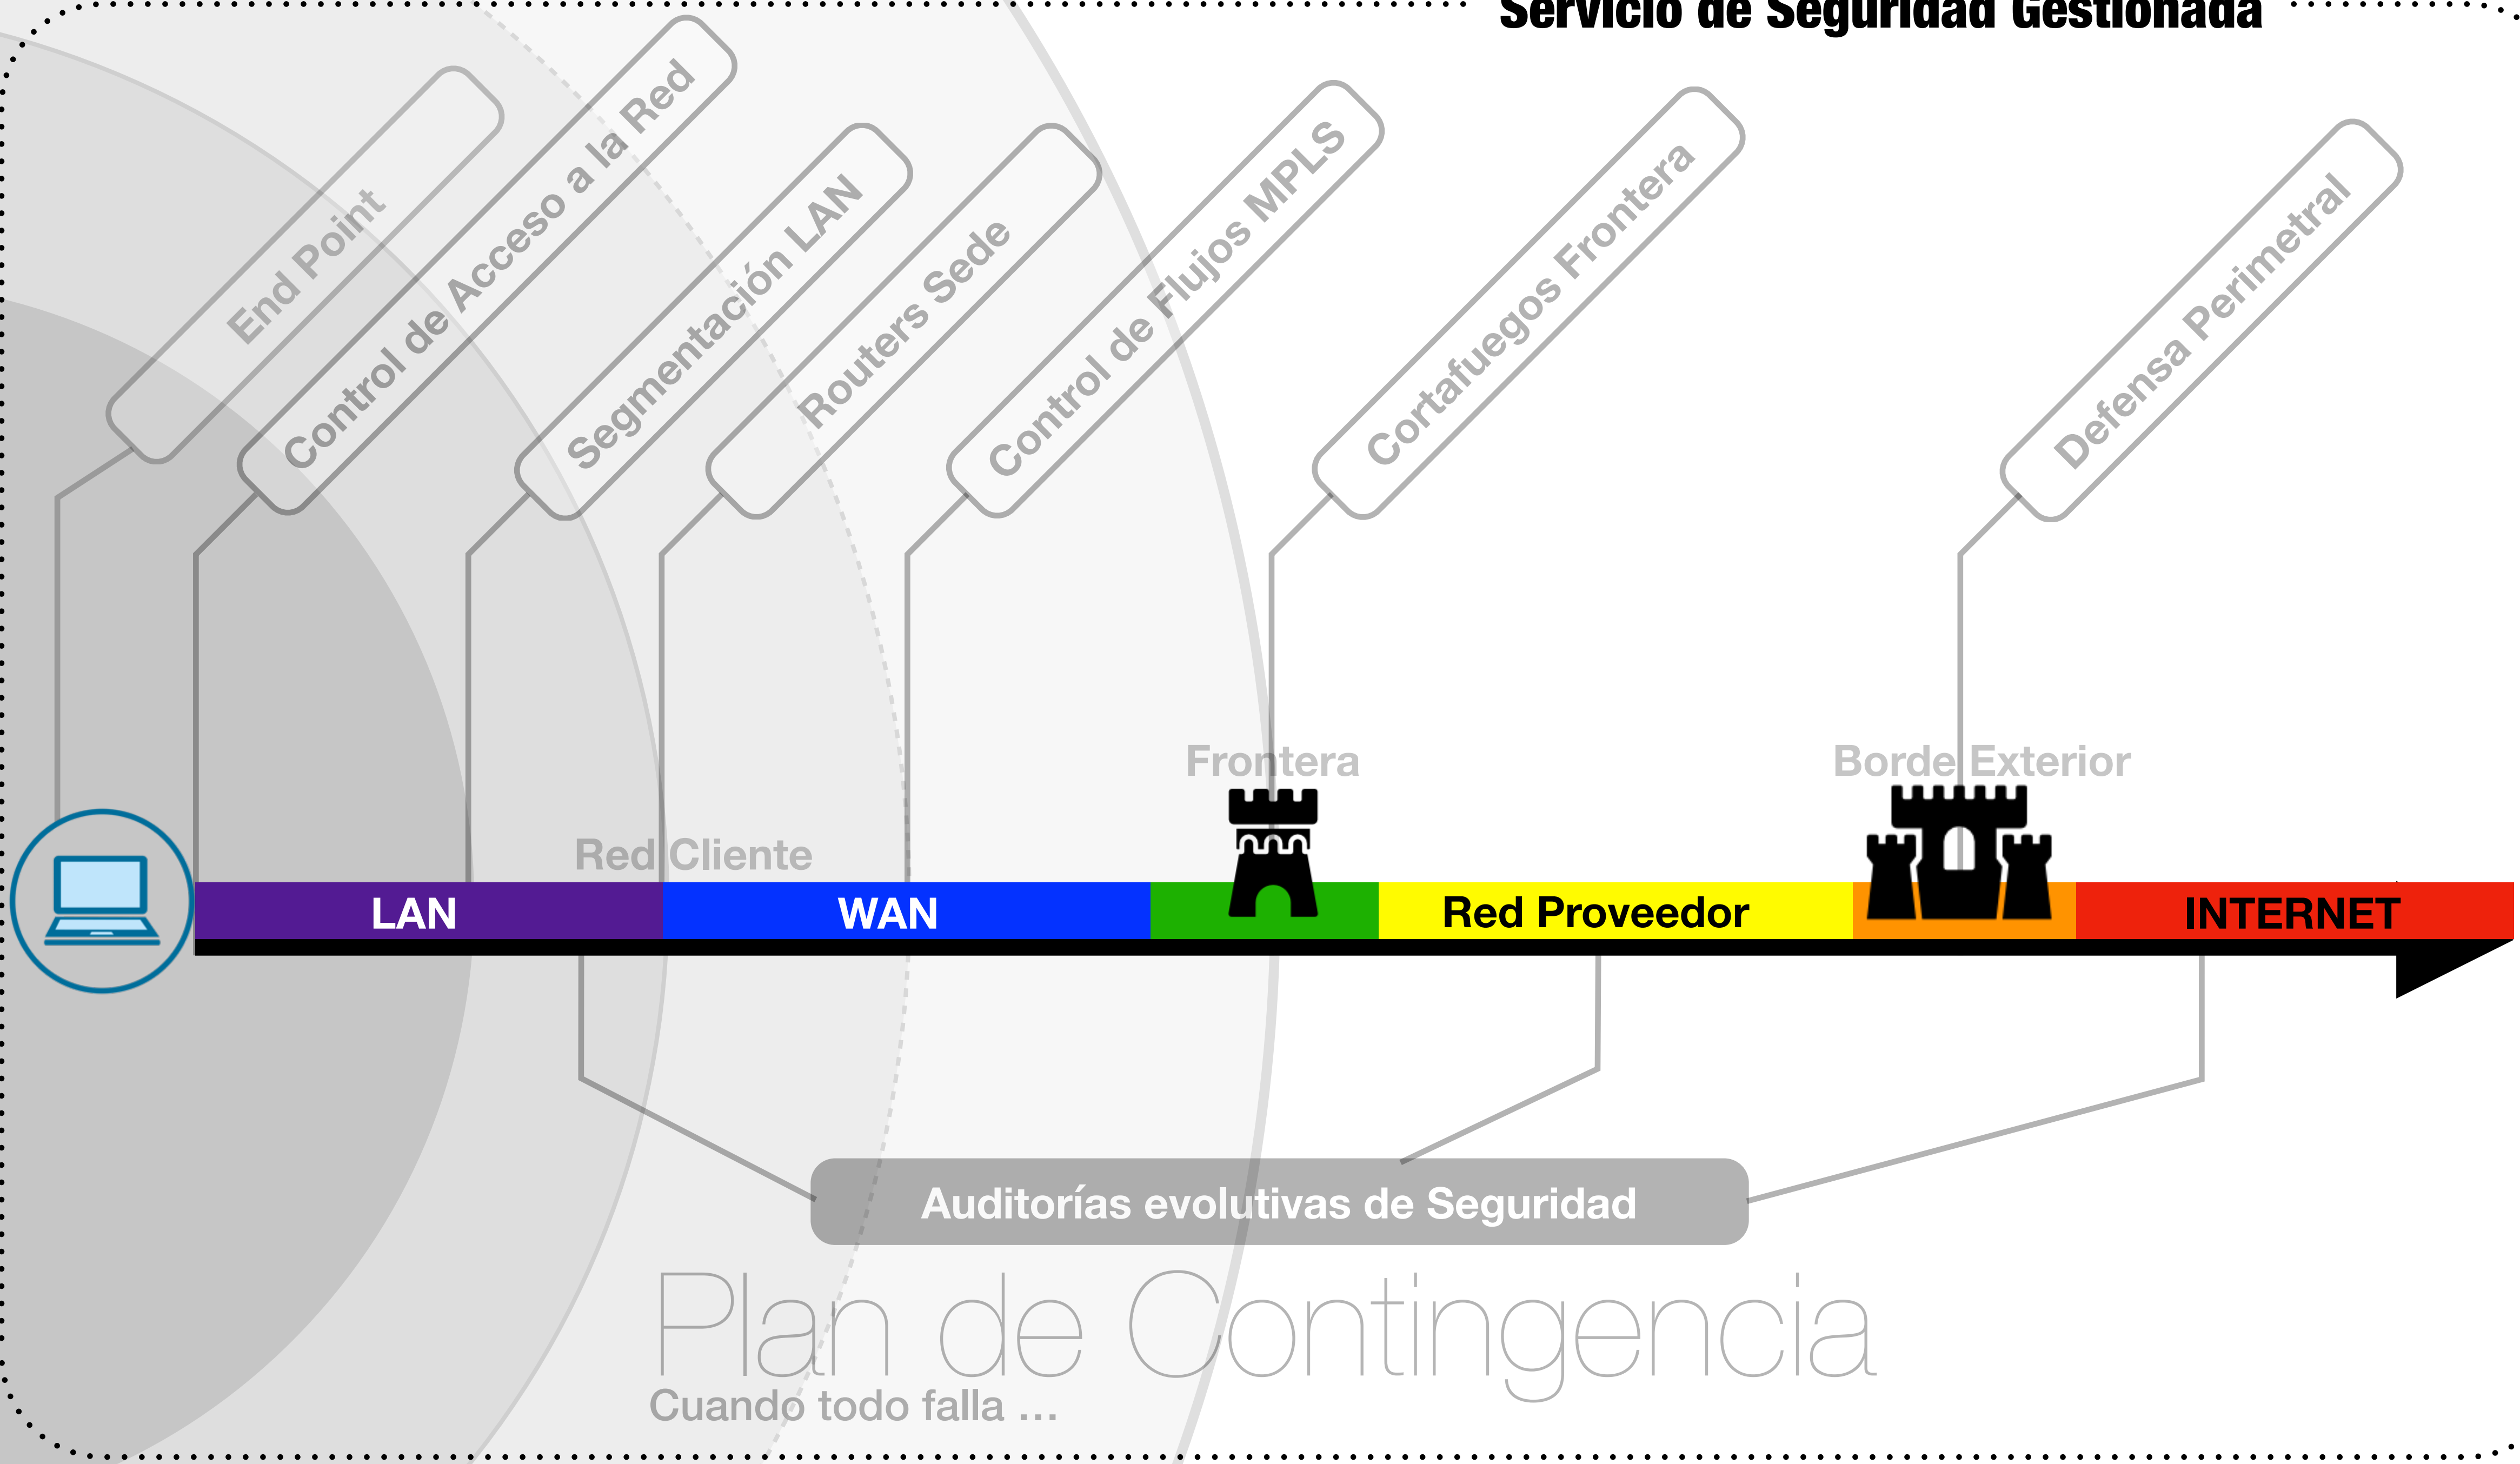 Servicio de Seguridad Gestionada
End Point
Control de Acceso a la Red
Segmentación LAN
Routers Sede
Control de Flujos MPLS
Cortafuegos Frontera
Defensa Perimetral
Frontera
Borde Exterior
Red Cliente
LAN
WAN
Red Proveedor
INTERNET
Auditorías evolutivas de Seguridad
Plan de Contingencia
Cuando todo falla ...